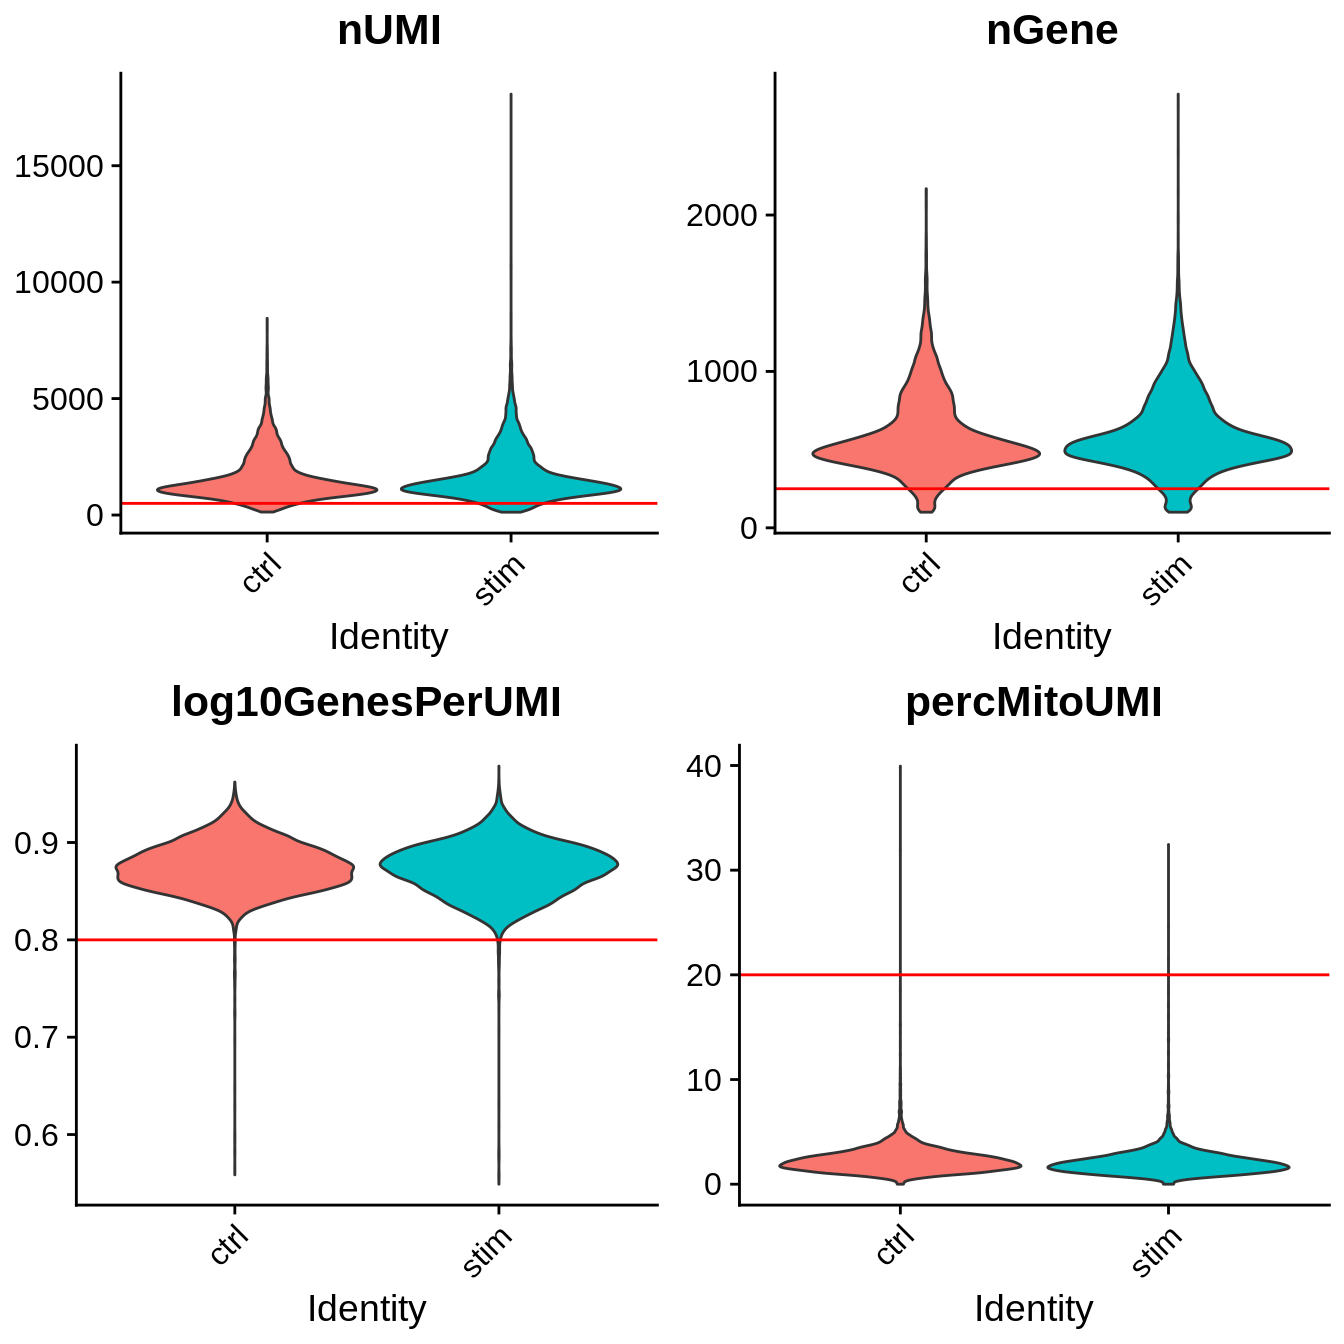 nUMI
15000
10000
5000
0
ctrl
stim
Identity
nGene
2000
1000
0
ctrl
stim
Identity
log10GenesPerUMI
0.9
0.8
0.7
0.6
ctrl
stim
Identity
percMitoUMI
40
30
20
10
0
ctrl
stim
Identity